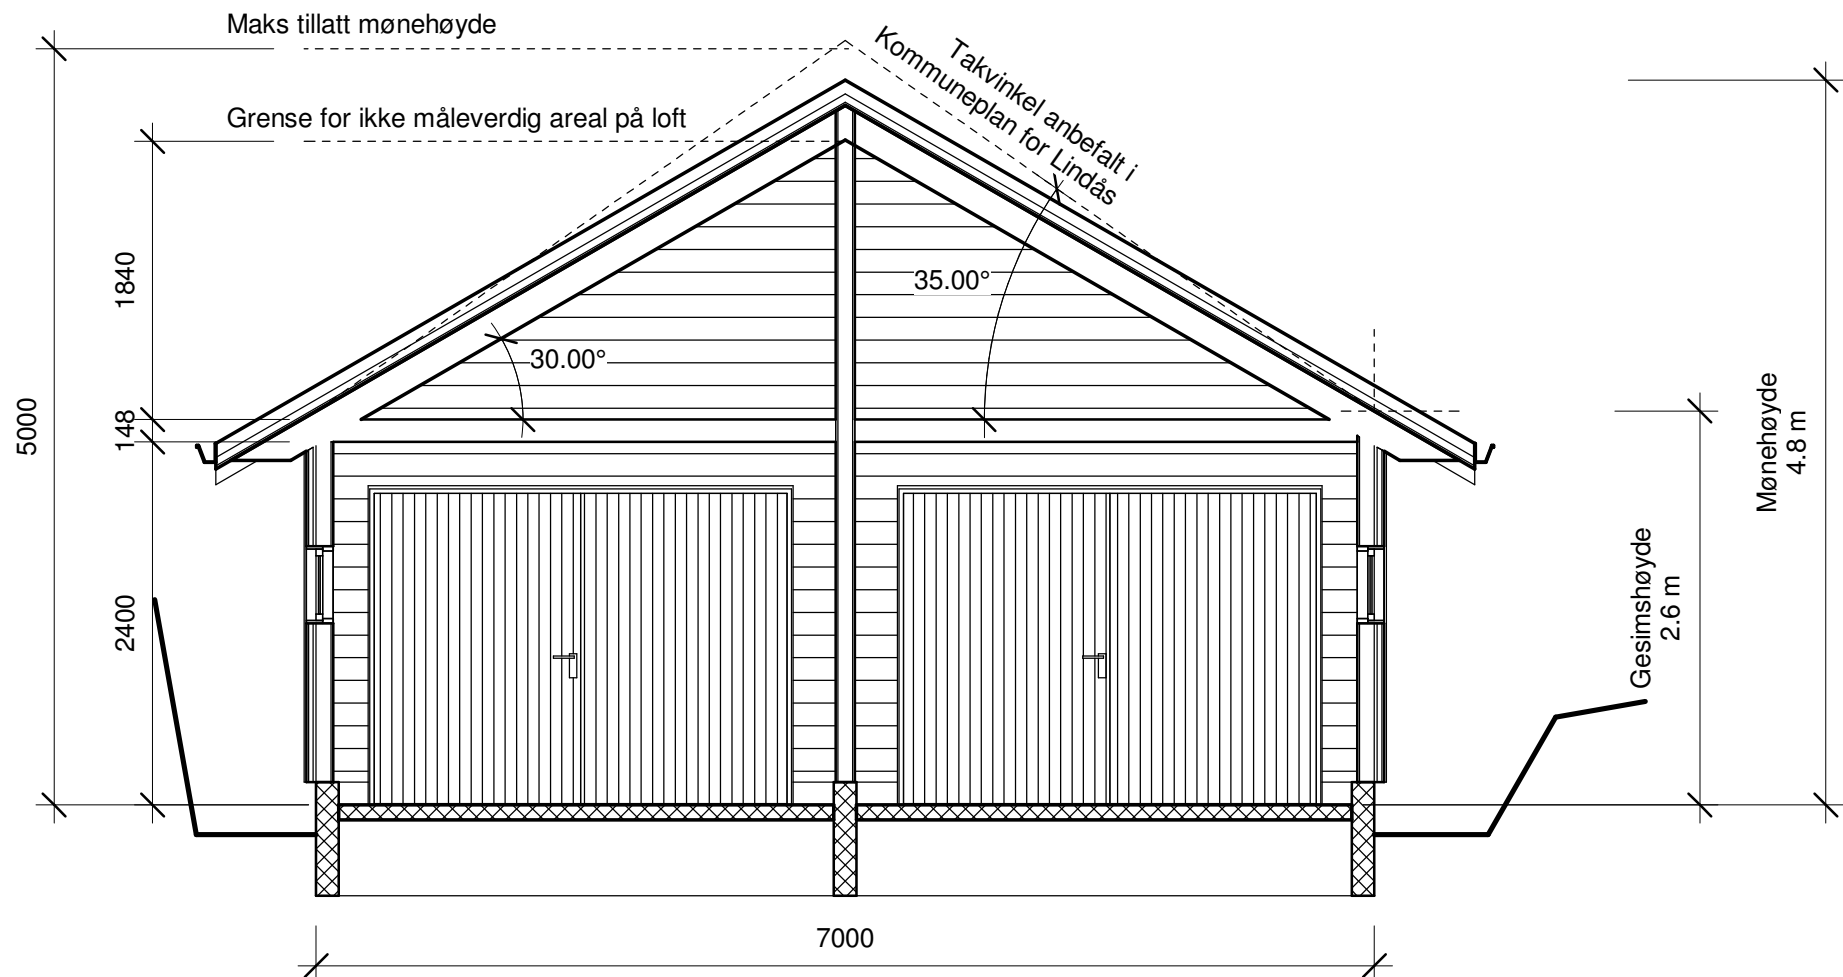 Maks tillatt mønehøyde
Grense for ikke måleverdig areal på loft
Takvinkel anbefalt i
Kommuneplan for Lindås
35.00°
30.00°
5000
1840
148
2400
7000
Gesimshøyde
2.6 m
Mønehøyde
4.8 m